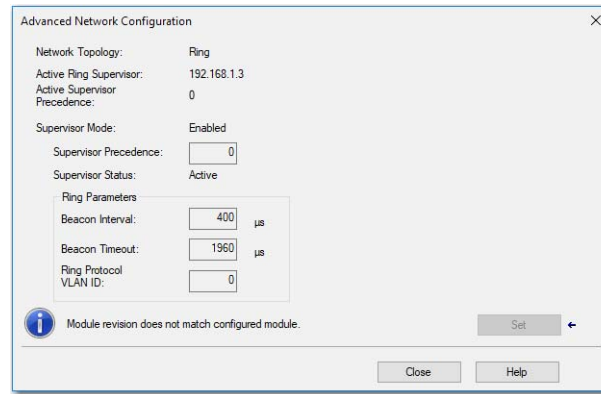 Advanced Network Configuration
Network Topology: Ring
Active Ring Supervisor: 192.168.1.3
Active Supervisor
Precedence: 0
Supervisor Mode: Enabled
Supervisor Precedence: 0
Supervisor Status: Active
Ring Parameters
Beacon Interval: 400 µs
Beacon Timeout: 1960 µs
Ring Protocol
VLAN ID: 0
Module revision does not match configured module.
Set
Close Help